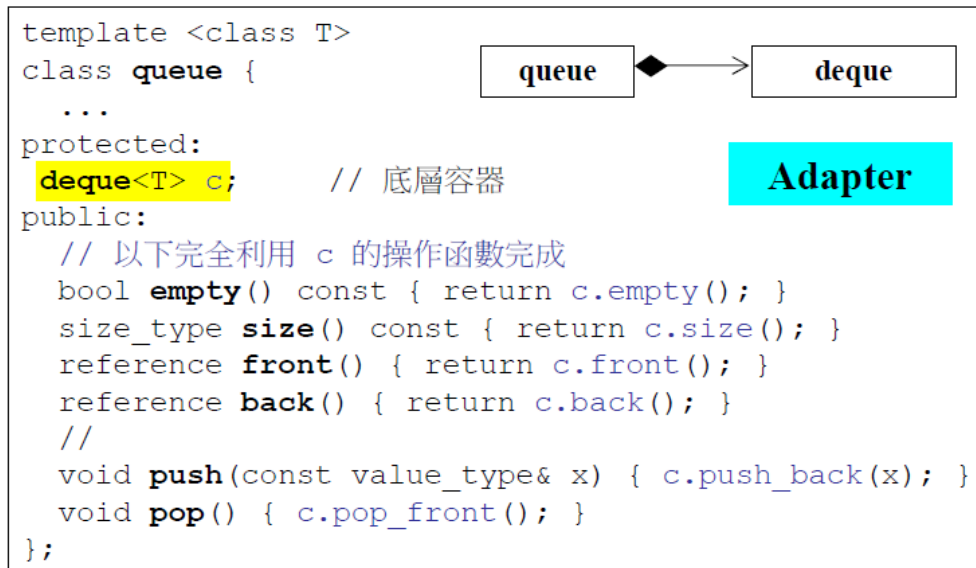 template <class T>
class queue {
...
protected:
deque<T> c; // 底層容器
public:
// 以下完全利用 c 的操作函數完成
bool empty() const { return c.empty(); }
size_type size() const { return c.size(); }
reference front() { return c.front(); }
reference back() { return c.back(); }
//
void push(const value_type& x) { c.push_back(x); }
void pop() { c.pop_front(); }
};
queue
deque
Adapter